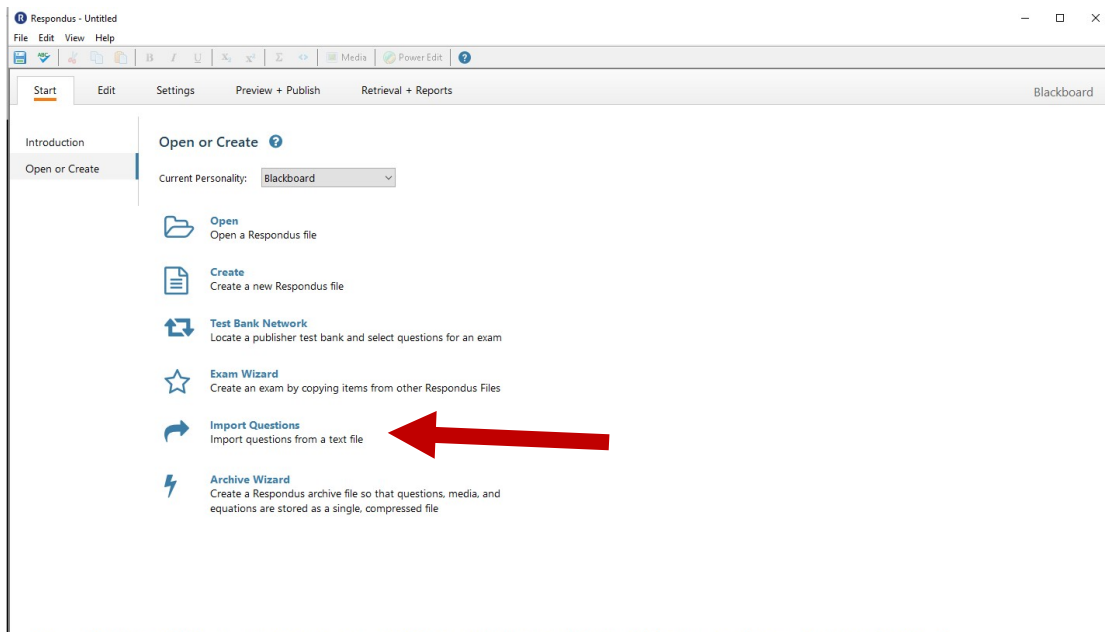 R Respondus - Untitled
File Edit View Help
ABC B I U X₂ x² Σ <> Media Power Edit ?
Start Edit Settings Preview + Publish Retrieval + Reports Blackboard
Introduction
Open or Create
Open or Create ?
Current Personality: Blackboard
Open
Open a Respondus file
Create
Create a new Respondus file
Test Bank Network
Locate a publisher test bank and select questions for an exam
Exam Wizard
Create an exam by copying items from other Respondus Files
Import Questions
Import questions from a text file
Archive Wizard
Create a Respondus archive file so that questions, media, and
equations are stored as a single, compressed file